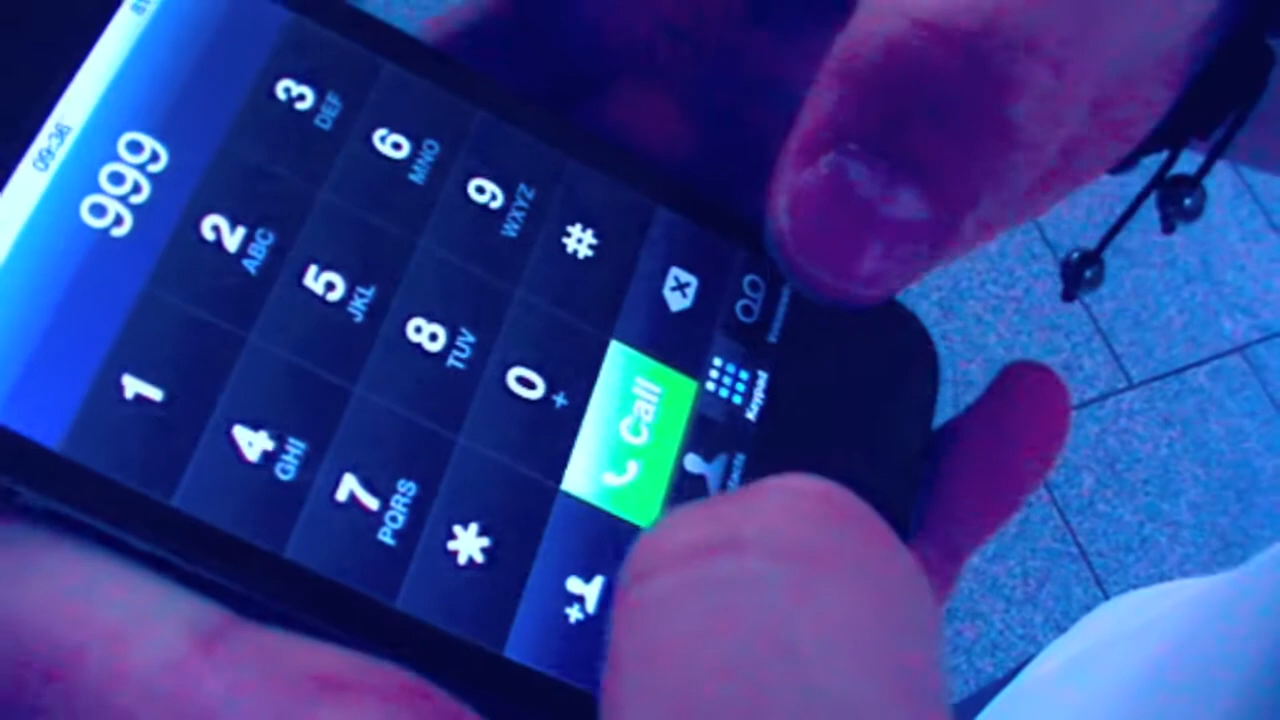 09:36
999
1
2 ABC
3 DEF
4 GHI
5 JKL
6 MNO
7 PQRS
8 TUV
9 WXYZ
*
0 +
#
Call
Keypad